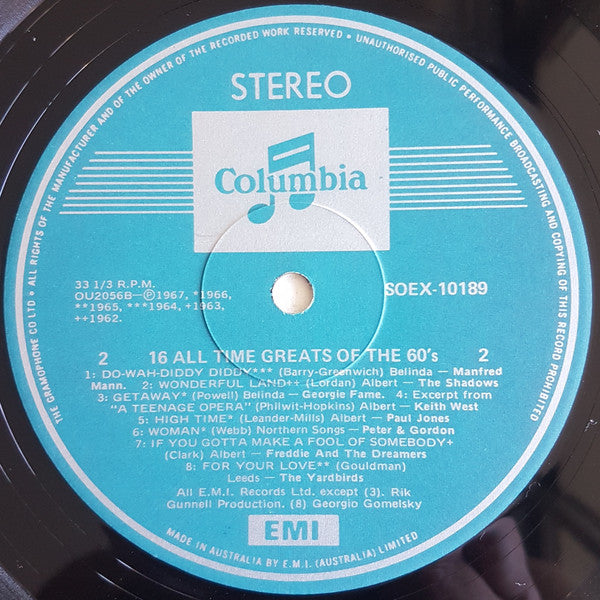 THE GRAMOPHONE CO LTD • ALL RIGHTS OF THE MANUFACTURER AND OF THE OWNER OF THE RECORDED WORK RESERVED • UNAUTHORISED PUBLIC PERFORMANCE BROADCASTING AND COPYING OF THIS RECORD PROHIBITED
STEREO
Columbia
33 1/3 R.P.M.
OU2056B–Ⓟ1967, *1966,
**1965, ***1964, +1963,
++1962.
SOEX-10189
2 16 ALL TIME GREATS OF THE 60's 2
1: DO-WAH-DIDDY DIDDY*** (Barry-Greenwich) Belinda – Manfred
Mann. 2: WONDERFUL LAND++ (Lordan) Albert – The Shadows
3: GETAWAY* (Powell) Belinda – Georgie Fame. 4: Excerpt from
"A TEENAGE OPERA" (Philwit-Hopkins) Albert – Keith West
5: HIGH TIME* (Leander-Mills) Albert – Paul Jones
6: WOMAN* (Webb) Northern Songs – Peter & Gordon
7: IF YOU GOTTA MAKE A FOOL OF SOMEBODY+
(Clark) Albert – Freddie And The Dreamers
8: FOR YOUR LOVE** (Gouldman)
Leeds – The Yardbirds
All E.M.I. Records Ltd. except (3). Rik
Gunnell Production. (8) Georgio Gomelsky
EMI
MADE IN AUSTRALIA BY E.M.I. (AUSTRALIA) LIMITED